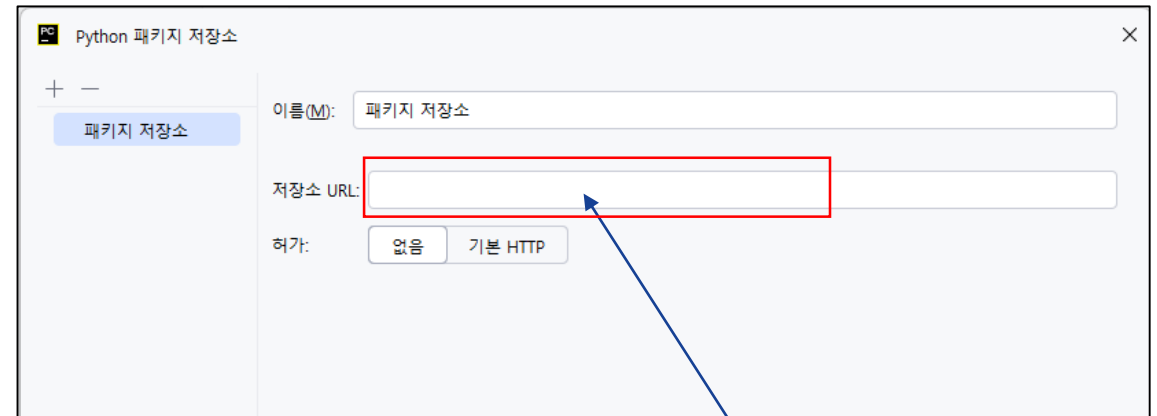 PC
Python 패키지 저장소
패키지 저장소
이름(M): 패키지 저장소
저장소 URL:
허가: 없음 기본 HTTP